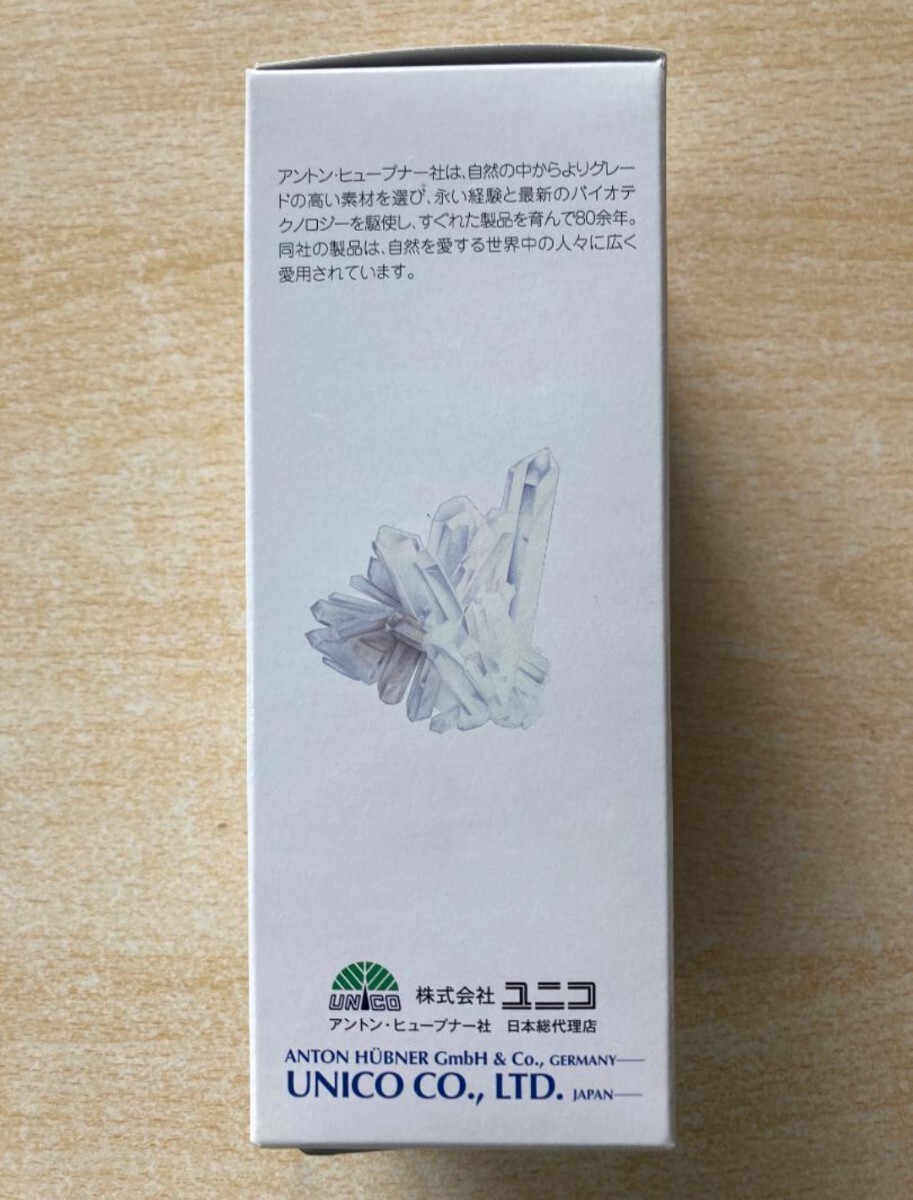 アントン・ヒューブナー社は、自然の中からよりグレー
ドの高い素材を選び、永い経験と最新のバイオテ
クノロジーを駆使し、すぐれた製品を育んで80余年。
同社の製品は、自然を愛する世界中の人々に広く
愛用されています。
UNICO 株式会社 ユニコ
アントン・ヒューブナー社 日本総代理店
ANTON HÜBNER GmbH & Co., GERMANY
UNICO CO., LTD. JAPAN